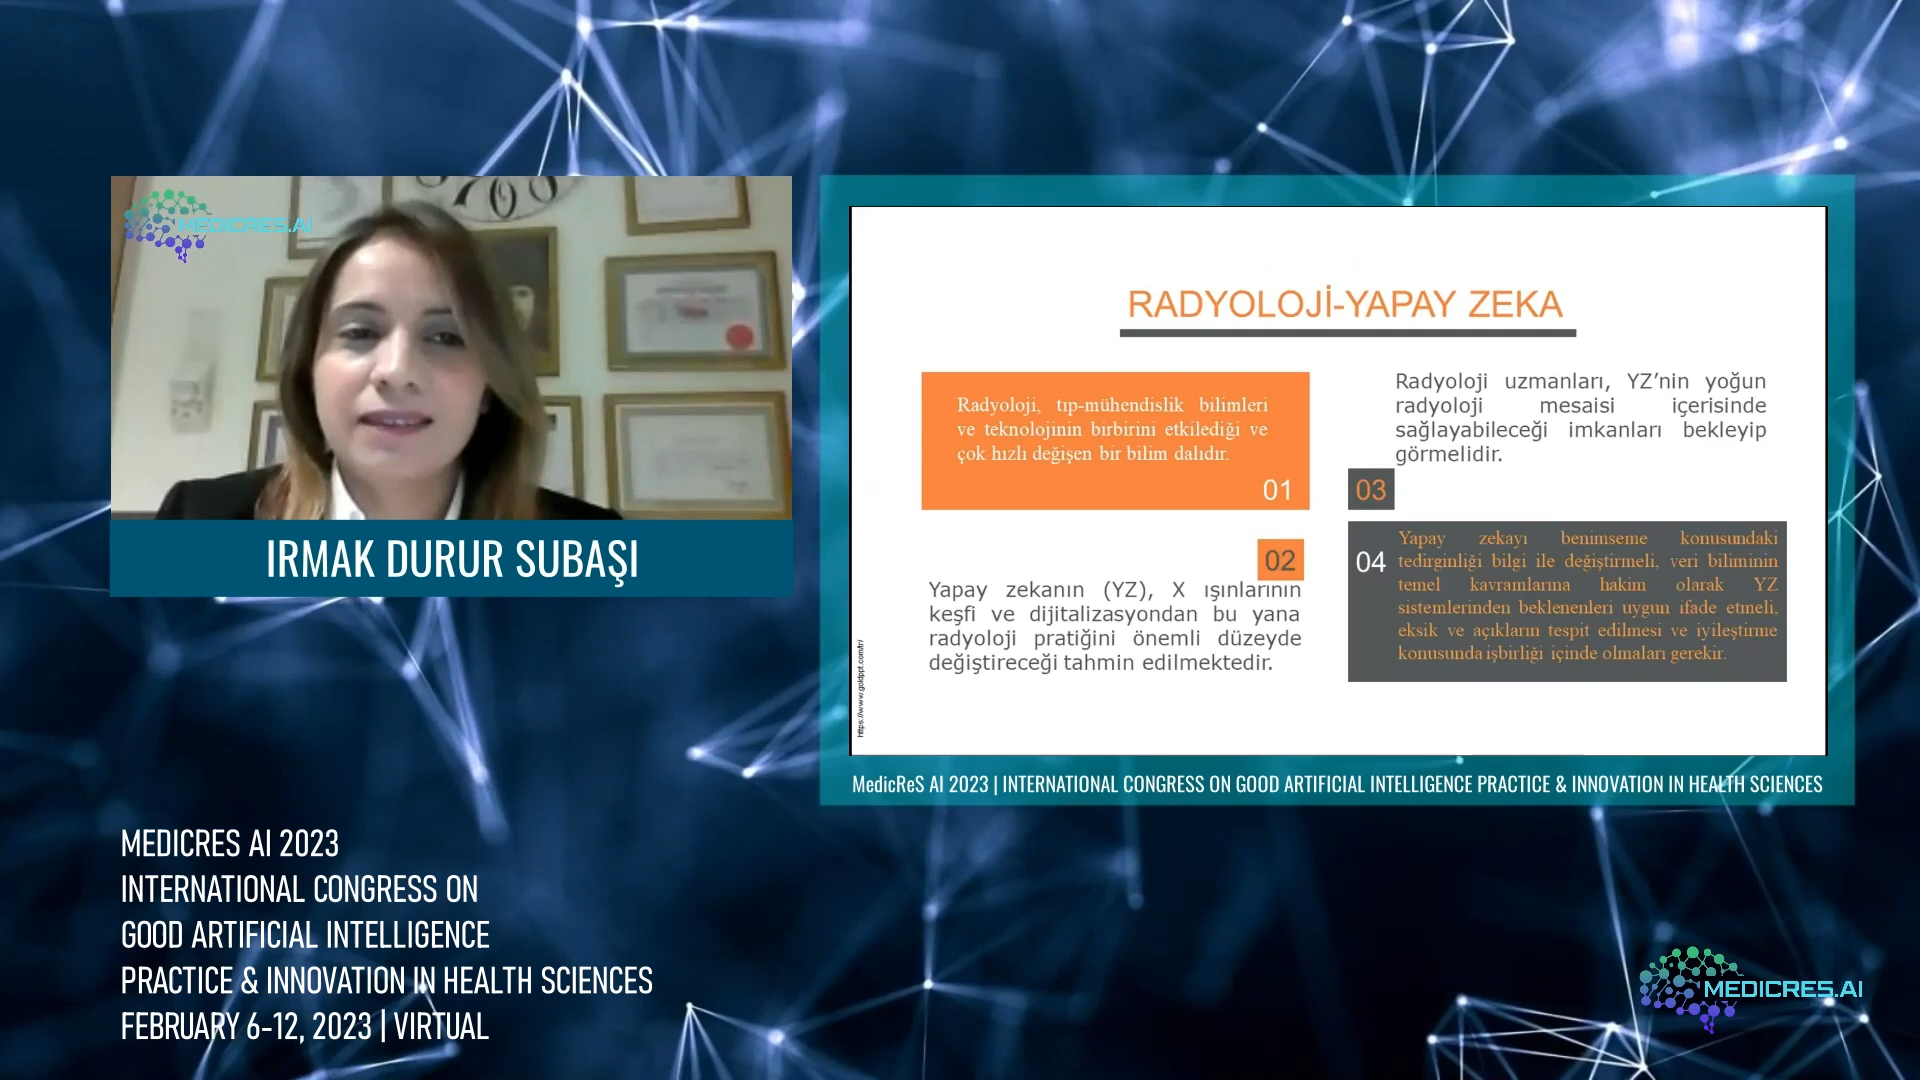 MEDICRES.AI
IRMAK DURUR SUBAŞI
RADYOLOJİ-YAPAY ZEKA
Radyoloji, tıp-mühendislik bilimleri
ve teknolojinin birbirini etkilediği ve
çok hızlı değişen bir bilim dalıdır.
01
02
Yapay zekanın (YZ), X ışınlarının
keşfi ve dijitalizasyondan bu yana
radyoloji pratiğini önemli düzeyde
değiştireceği tahmin edilmektedir.
Radyoloji uzmanları, YZ’nin yoğun
radyoloji mesaisi içerisinde
sağlayabileceği imkanları bekleyip
görmelidir.
03
04
Yapay zekayı benimseme konusundaki
tedirginliği bilgi ile değiştirmeli, veri biliminin
temel kavramlarına hakim olarak YZ
sistemlerinden beklenenleri uygun ifade etmeli,
eksik ve açıkların tespit edilmesi ve iyileştirme
konusunda işbirliği içinde olmaları gerekir.
https://www.goldppt.com/tr/
MedicReS AI 2023 | INTERNATIONAL CONGRESS ON GOOD ARTIFICIAL INTELLIGENCE PRACTICE & INNOVATION IN HEALTH SCIENCES
MEDICRES AI 2023
INTERNATIONAL CONGRESS ON
GOOD ARTIFICIAL INTELLIGENCE
PRACTICE & INNOVATION IN HEALTH SCIENCES
FEBRUARY 6-12, 2023 | VIRTUAL
MEDICRES.AI